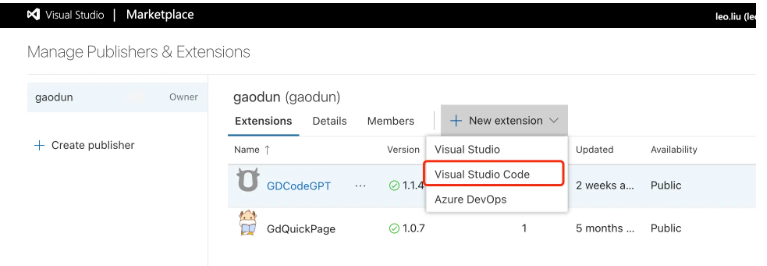 Visual Studio | Marketplace
leo.liu
Manage Publishers & Extensions
gaodun Owner
+ Create publisher
gaodun (gaodun)
Extensions Details Members + New extension
Name ↑ Version Updated Availability
Visual Studio
Visual Studio Code
Azure DevOps
GDCodeGPT ... 1.1.4 2 weeks a... Public
GdQuickPage 1.0.7 1 5 months ... Public